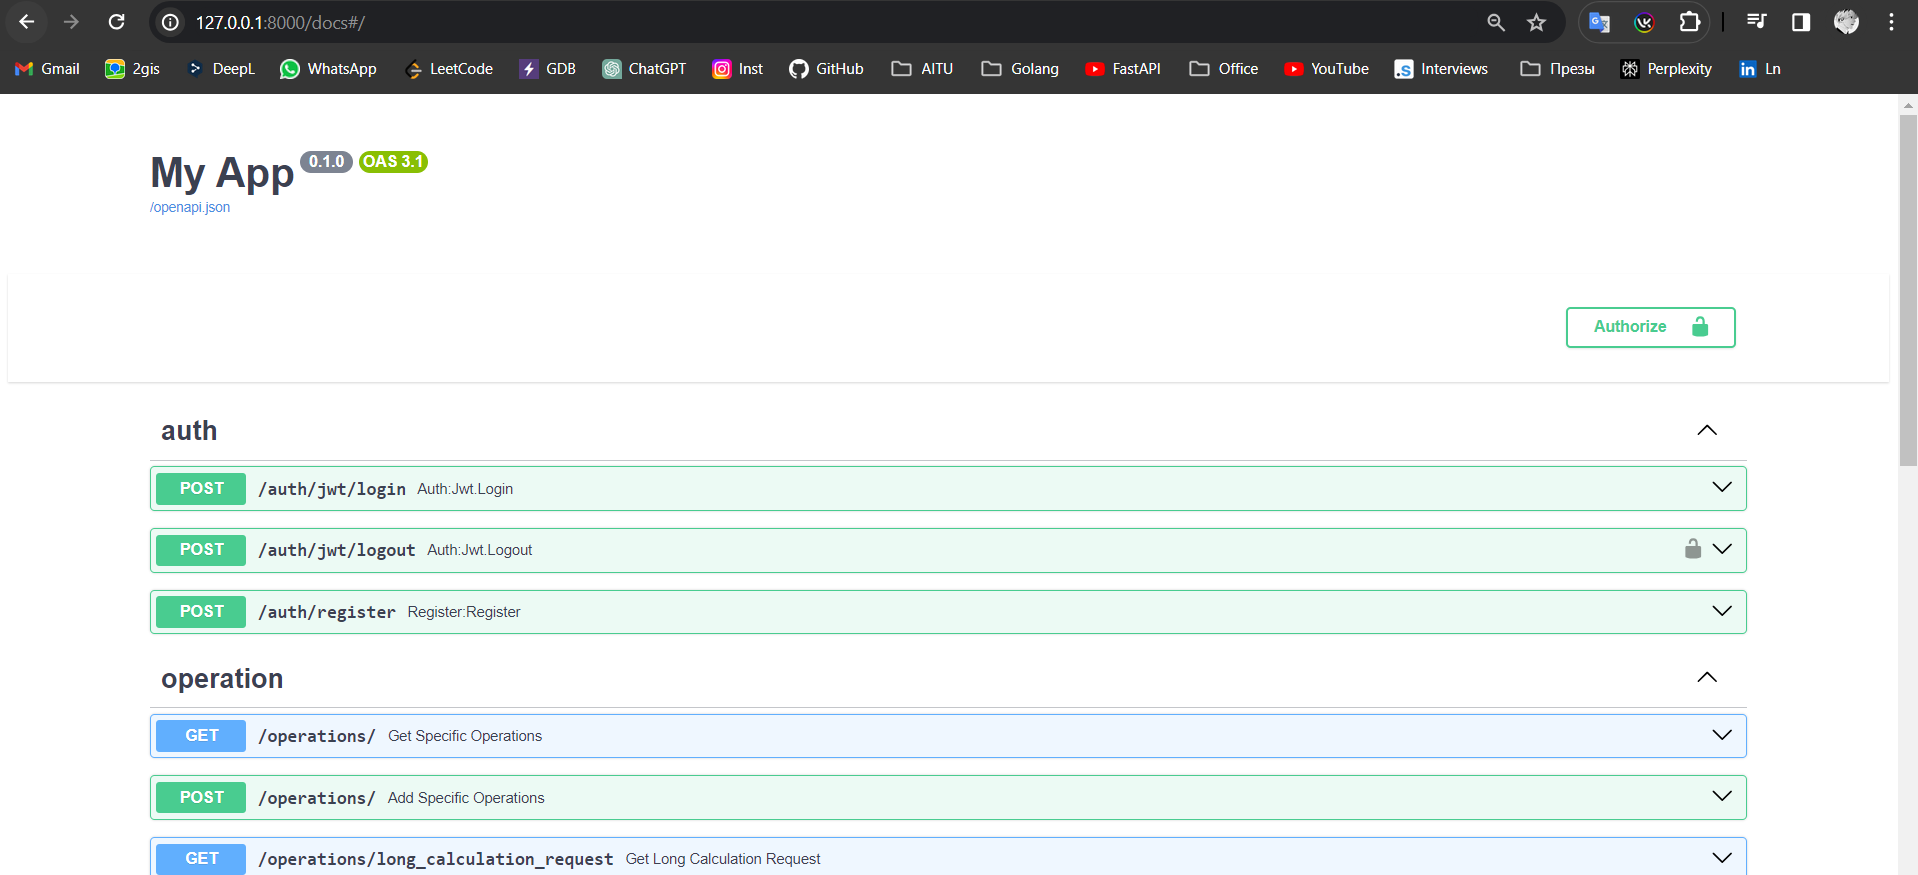 127.0.0.1:8000/docs#/
Gmail 2gis DeepL WhatsApp LeetCode GDB ChatGPT Inst GitHub AITU Golang FastAPI Office YouTube Interviews Презы Perplexity Ln
My App 0.1.0 OAS 3.1
/openapi.json
Authorize
auth
POST /auth/jwt/login Auth:Jwt.Login
POST /auth/jwt/logout Auth:Jwt.Logout
POST /auth/register Register:Register
operation
GET /operations/ Get Specific Operations
POST /operations/ Add Specific Operations
GET /operations/long_calculation_request Get Long Calculation Request